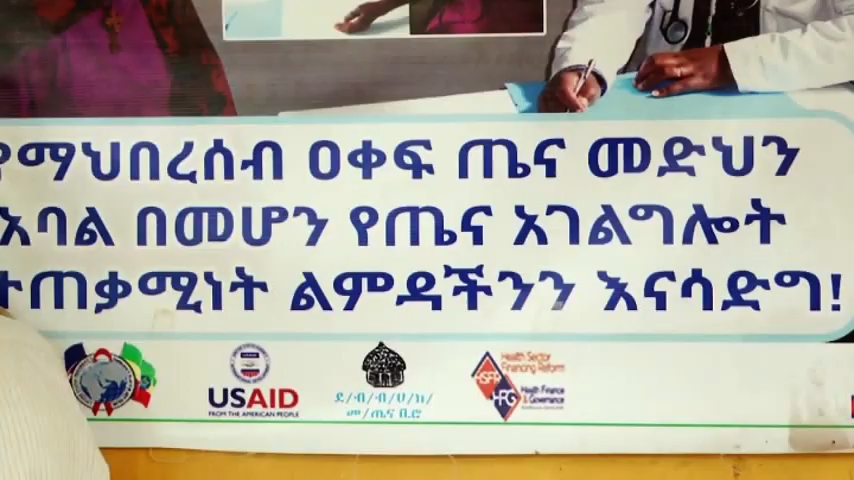 የማህበረሰብ ዐቀፍ ጤና መድህን
አባል በመሆን የጤና አገልግሎት
ተጠቃሚነት ልምዳችንን እናሳድግ!
USAID
FROM THE AMERICAN PEOPLE
ደ/ብ/ብ/ህ/ክ/
መ/ጤና ቢሮ
Health Sector
Financing Reform
HSFR
HFG
Health Finance
& Governance